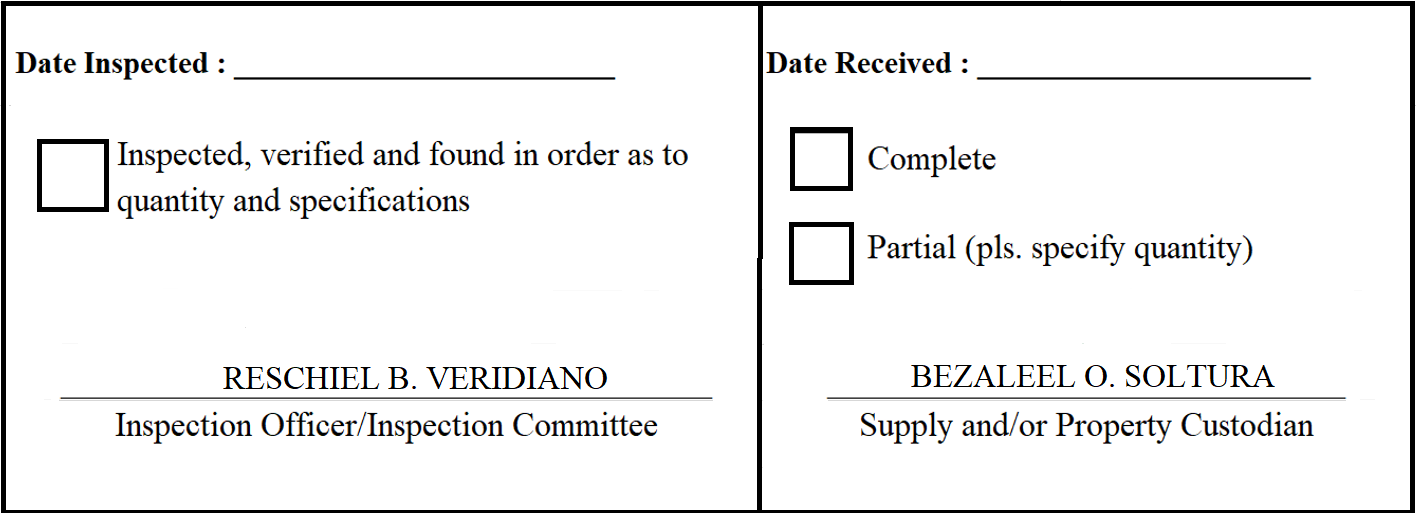 Date Inspected : ________________________
Inspected, verified and found in order as to
quantity and specifications
RESCHIEL B. VERIDIANO
Inspection Officer/Inspection Committee
Date Received : _____________________
Complete
Partial (pls. specify quantity)
BEZALEEL O. SOLTURA
Supply and/or Property Custodian